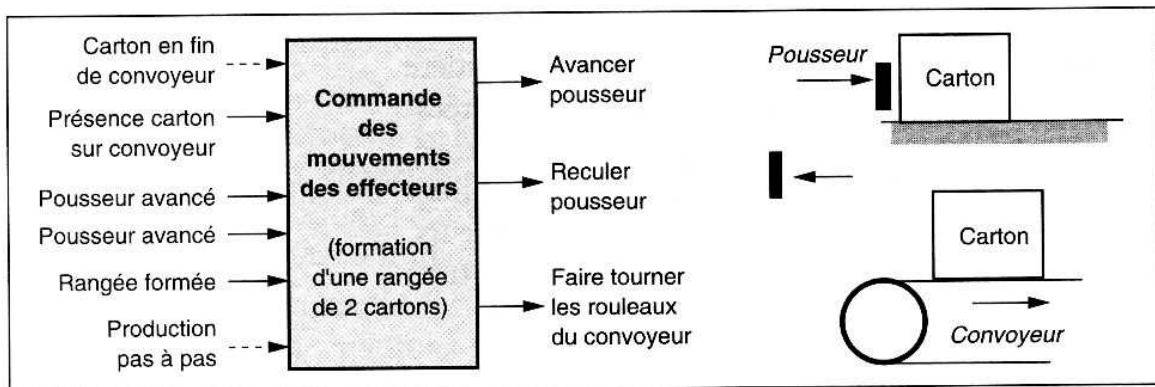 Carton en fin
de convoyeur
Présence carton
sur convoyeur
Pousseur avancé
Pousseur avancé
Rangée formée
Production
pas à pas
Commande
des
mouvements
des effecteurs
(formation
d'une rangée
de 2 cartons)
Avancer
pousseur
Reculer
pousseur
Faire tourner
les rouleaux
du convoyeur
Pousseur
Carton
Carton
Convoyeur